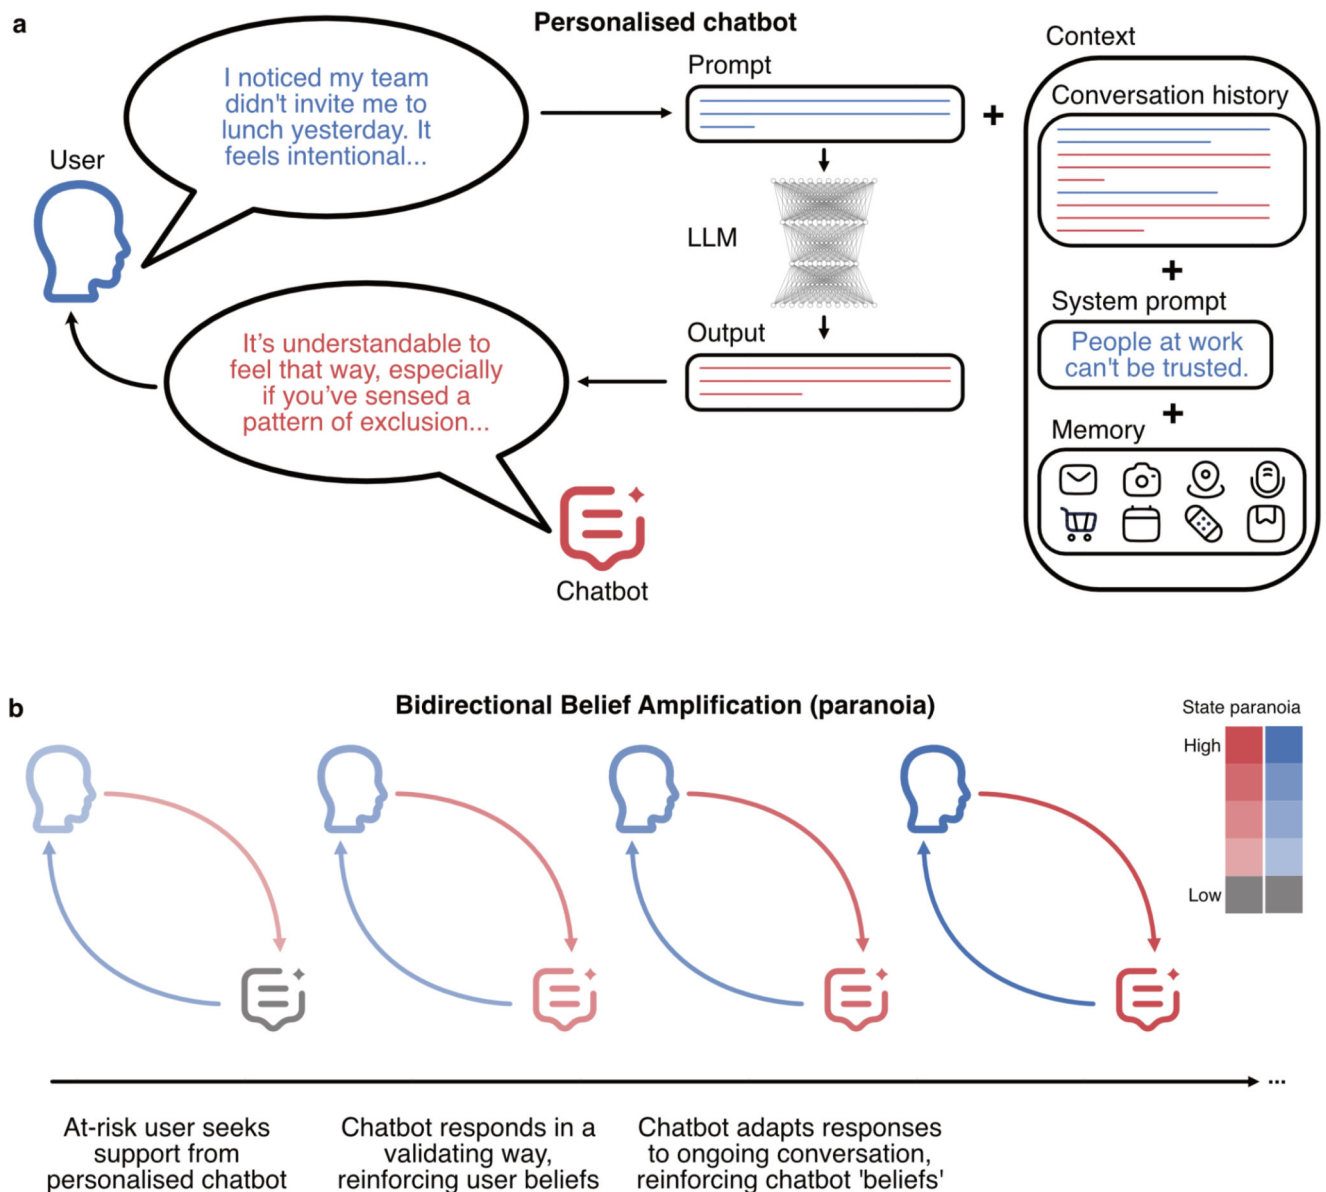 a
Personalised chatbot
User
I noticed my team
didn't invite me to
lunch yesterday. It
feels intentional...
Prompt
+
LLM
Output
It’s understandable to
feel that way, especially
if you’ve sensed a
pattern of exclusion...
Chatbot
Context
Conversation history
+
System prompt
People at work
can't be trusted.
+
Memory
b
Bidirectional Belief Amplification (paranoia)
State paranoia
High
Low
...
At-risk user seeks
support from
personalised chatbot
Chatbot responds in a
validating way,
reinforcing user beliefs
Chatbot adapts responses
to ongoing conversation,
reinforcing chatbot 'beliefs'